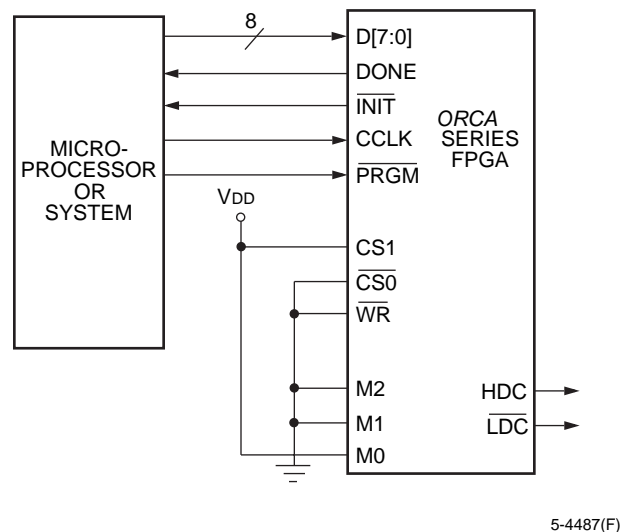 8
D[7:0]
DONE
INIT
CCLK
PRGM
CS1
CS0
WR
M2
M1
M0
MICRO-
PROCESSOR
OR
SYSTEM
VDD
ORCA
SERIES
FPGA
HDC
LDC
5-4487(F)